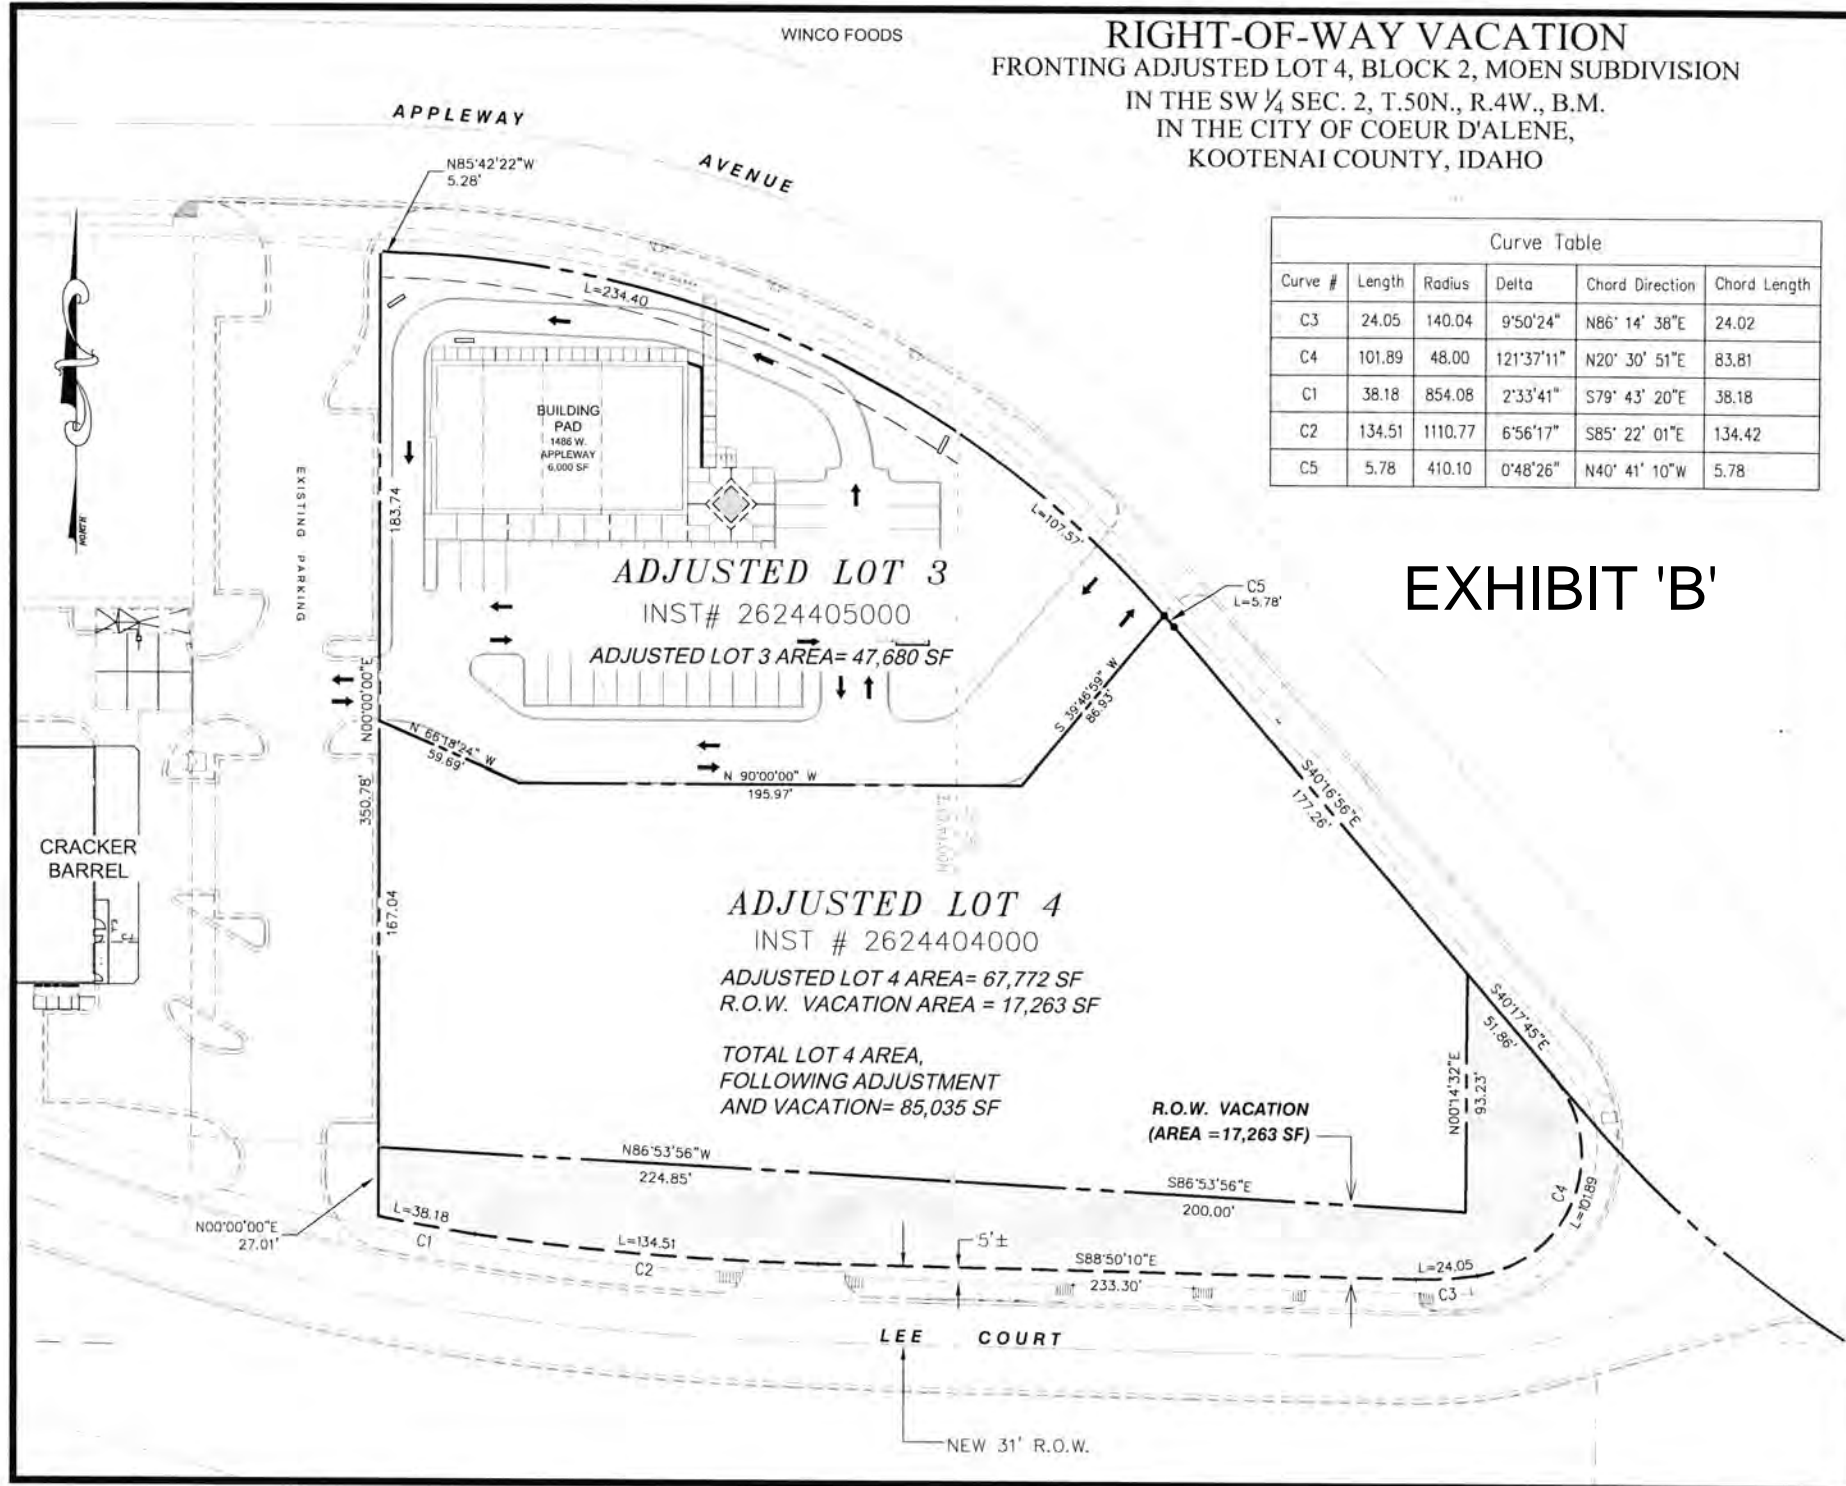 WINCO FOODS
RIGHT-OF-WAY VACATION
FRONTING ADJUSTED LOT 4, BLOCK 2, MOEN SUBDIVISION
IN THE SW 1/4 SEC. 2, T.50N., R.4W., B.M.
IN THE CITY OF COEUR D'ALENE,
KOOTENAI COUNTY, IDAHO
APPLEWAY
AVENUE
N85°42'22"W
5.28'
Curve Table
Curve # Length Radius Delta Chord Direction Chord Length
C3 24.05 140.04 9°50'24" N86° 14' 38"E 24.02
C4 101.89 48.00 121°37'11" N20° 30' 51"E 83.81
C1 38.18 854.08 2°33'41" S79° 43' 20"E 38.18
C2 134.51 1110.77 6°56'17" S85° 22' 01"E 134.42
C5 5.78 410.10 0°48'26" N40° 41' 10"W 5.78
EXHIBIT 'B'
L=234.40
BUILDING
PAD
1486 W.
APPLEWAY
6,000 SF
183.74
EXISTING PARKING
L=107.57'
C5
L=5.78'
ADJUSTED LOT 3
INST# 2624405000
ADJUSTED LOT 3 AREA= 47,680 SF
N00°00'00"E
350.78'
N 66°18'24" W
59.69'
N 90°00'00" W
195.97'
S 39°46'59" W
86.93'
S40°16'56"E
177.26'
CRACKER
BARREL
167.04
ADJUSTED LOT 4
INST # 2624404000
ADJUSTED LOT 4 AREA= 67,772 SF
R.O.W. VACATION AREA = 17,263 SF
TOTAL LOT 4 AREA,
FOLLOWING ADJUSTMENT
AND VACATION= 85,035 SF
S40°17'45"E
51.86'
N00°14'32"E
93.23'
R.O.W. VACATION
(AREA =17,263 SF)
N86°53'56"W
224.85'
S86°53'56"E
200.00'
C4
L=101.89
N00°00'00"E
27.01'
L=38.18
C1
L=134.51
C2
5'±
S88°50'10"E
233.30'
L=24.05
C3
LEE COURT
NEW 31' R.O.W.